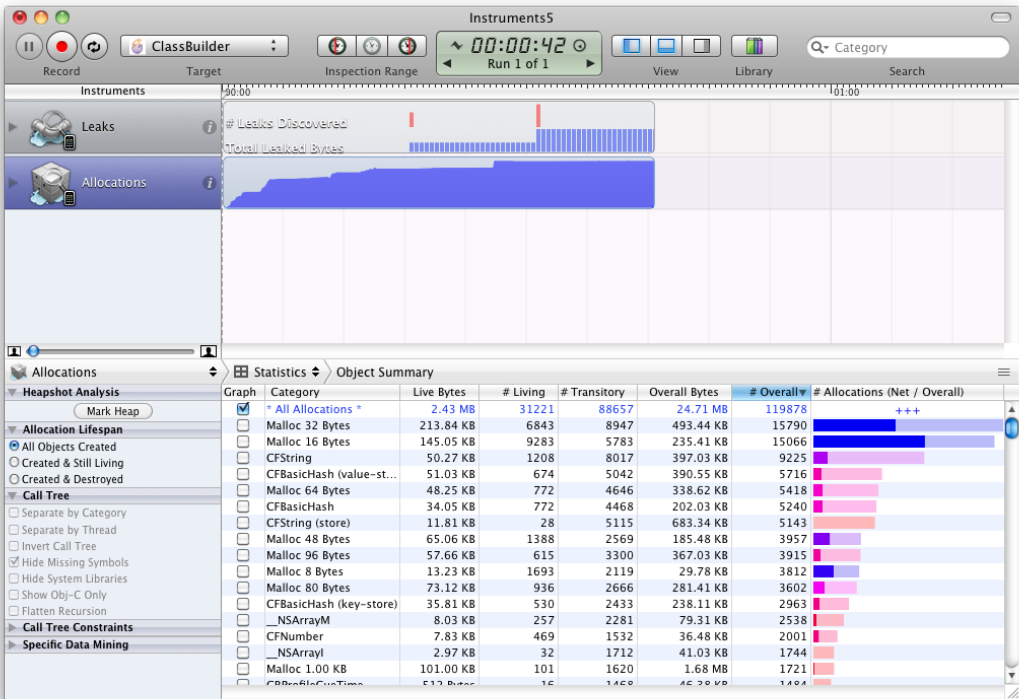 Instruments5
ClassBuilder
00:00:42
Run 1 of 1
Category
Record
Target
Inspection Range
View
Library
Search
Instruments
00:00
01:00
Leaks
# Leaks Discovered
Total Leaked Bytes
Allocations
Allocations
Statistics
Object Summary
Heapshot Analysis
Mark Heap
Allocation Lifespan
All Objects Created
Created & Still Living
Created & Destroyed
Call Tree
Separate by Category
Separate by Thread
Invert Call Tree
Hide Missing Symbols
Hide System Libraries
Show Obj-C Only
Flatten Recursion
Call Tree Constraints
Specific Data Mining
Graph Category Live Bytes # Living # Transitory Overall Bytes # Overall # Allocations (Net / Overall)
* All Allocations * 2.43 MB 31221 88657 24.71 MB 119878 +++
Malloc 32 Bytes 213.84 KB 6843 8947 493.44 KB 15790
Malloc 16 Bytes 145.05 KB 9283 5783 235.41 KB 15066
CFString 50.27 KB 1208 8017 397.03 KB 9225
CFBasicHash (value-st... 51.03 KB 674 5042 390.55 KB 5716
Malloc 64 Bytes 48.25 KB 772 4646 338.62 KB 5418
CFBasicHash 34.05 KB 772 4468 202.03 KB 5240
CFString (store) 11.81 KB 28 5115 683.34 KB 5143
Malloc 48 Bytes 65.06 KB 1388 2569 185.48 KB 3957
Malloc 96 Bytes 57.66 KB 615 3300 367.03 KB 3915
Malloc 8 Bytes 13.23 KB 1693 2119 29.78 KB 3812
Malloc 80 Bytes 73.12 KB 936 2666 281.41 KB 3602
CFBasicHash (key-store) 35.81 KB 530 2433 238.11 KB 2963
__NSArrayM 8.03 KB 257 2281 79.31 KB 2538
CFNumber 7.83 KB 469 1532 36.48 KB 2001
__NSArrayI 2.97 KB 32 1712 41.03 KB 1744
Malloc 1.00 KB 101.00 KB 101 1620 1.68 MB 1721
512 Bytes 16 1468 46.38 KB 1484